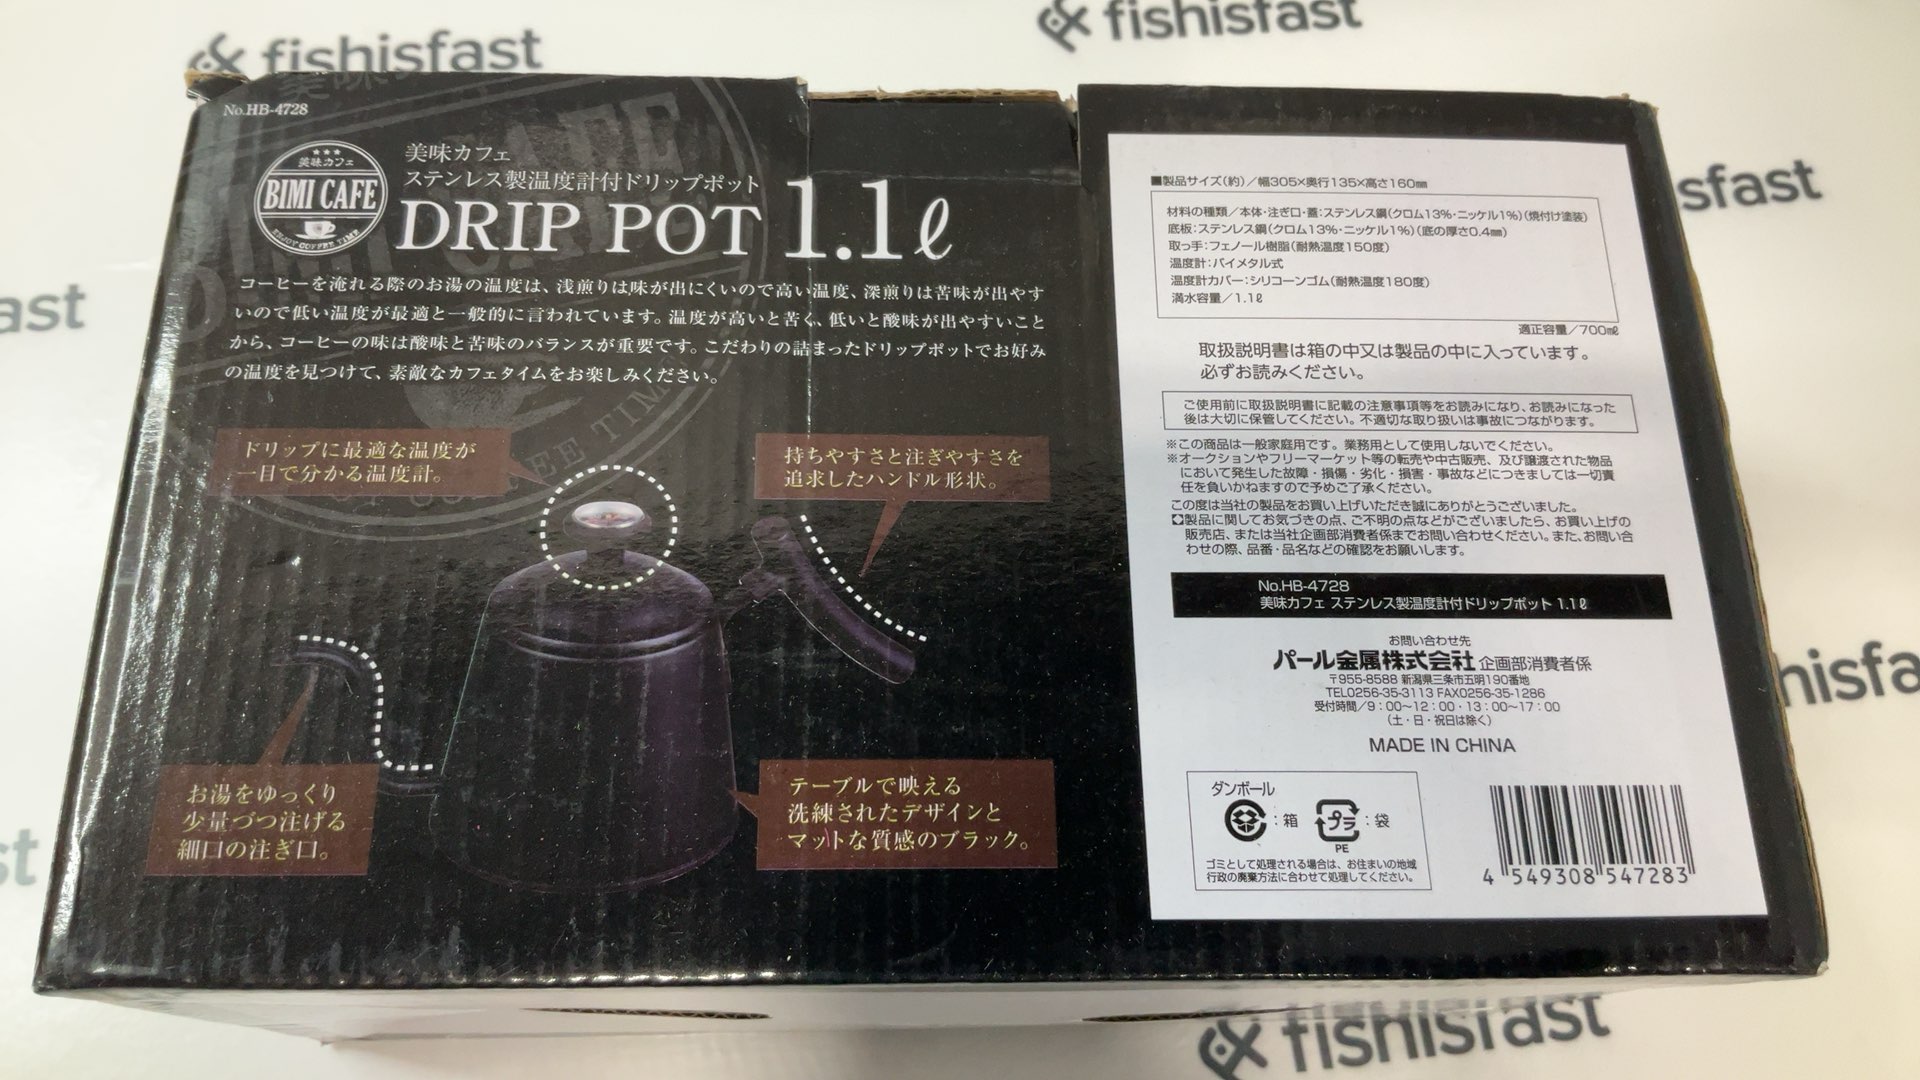 fishisfast
fishisfast
No.HB-4728
美味カフェ
BIMI CAFE
ENJOY COFFEE TIME
美味カフェ
ステンレス製温度計付ドリップポット
DRIP POT 1.1ℓ
コーヒーを淹れる際のお湯の温度は、浅煎りは味が出にくいので高い温度、深煎りは苦味が出やす
いので低い温度が最適と一般的に言われています。温度が高いと苦く、低いと酸味が出やすいこと
から、コーヒーの味は酸味と苦味のバランスが重要です。こだわりの詰まったドリップポットでお好み
の温度を見つけて、素敵なカフェタイムをお楽しみください。
ドリップに最適な温度が
一目で分かる温度計。
持ちやすさと注ぎやすさを
追求したハンドル形状。
お湯をゆっくり
少量づつ注げる
細口の注ぎ口。
テーブルで映える
洗練されたデザインと
マットな質感のブラック。
■製品サイズ(約)/幅305×奥行135×高さ160㎜
材料の種類/本体・注ぎ口・蓋:ステンレス鋼(クロム13%・ニッケル1%)(焼付け塗装)
底板:ステンレス鋼(クロム13%・ニッケル1%)(底の厚さ0.4㎜)
取っ手:フェノール樹脂(耐熱温度150度)
温度計:バイメタル式
温度計カバー:シリコーンゴム(耐熱温度180度)
満水容量/1.1ℓ
適正容量/700㎖
取扱説明書は箱の中又は製品の中に入っています。
必ずお読みください。
ご使用前に取扱説明書に記載の注意事項等をお読みになり、お読みになった
後は大切に保管してください。不適切な取り扱いは事故につながります。
※この商品は一般家庭用です。業務用として使用しないでください。
※オークションやフリーマーケット等の転売や中古販売、及び譲渡された物品
において発生した故障・損傷・劣化・損害・事故などにつきましては一切責
任を負いかねますので予めご了承ください。
この度は当社の製品をお買い上げいただき誠にありがとうございました。
製品に関してお気づきの点、ご不明の点などがございましたら、お買い上げの
販売店、または当社企画部消費者係までお問い合わせください。また、お問い合
わせの際、品番・品名などの確認をお願いします。
No.HB-4728
美味カフェ ステンレス製温度計付ドリップポット 1.1ℓ
お問い合わせ先
パール金属株式会社 企画部消費者係
〒955-8588 新潟県三条市五明190番地
TEL0256-35-3113 FAX0256-35-1286
受付時間/9:00~12:00・13:00~17:00
(土・日・祝日は除く)
MADE IN CHINA
ダンボール
:箱
プラ
:袋
PE
ゴミとして処理される場合は、お住まいの地域
行政の廃棄方法に合わせて処理してください。
4 549308 547283
sfast
ast
hisfa
st
fishisfast